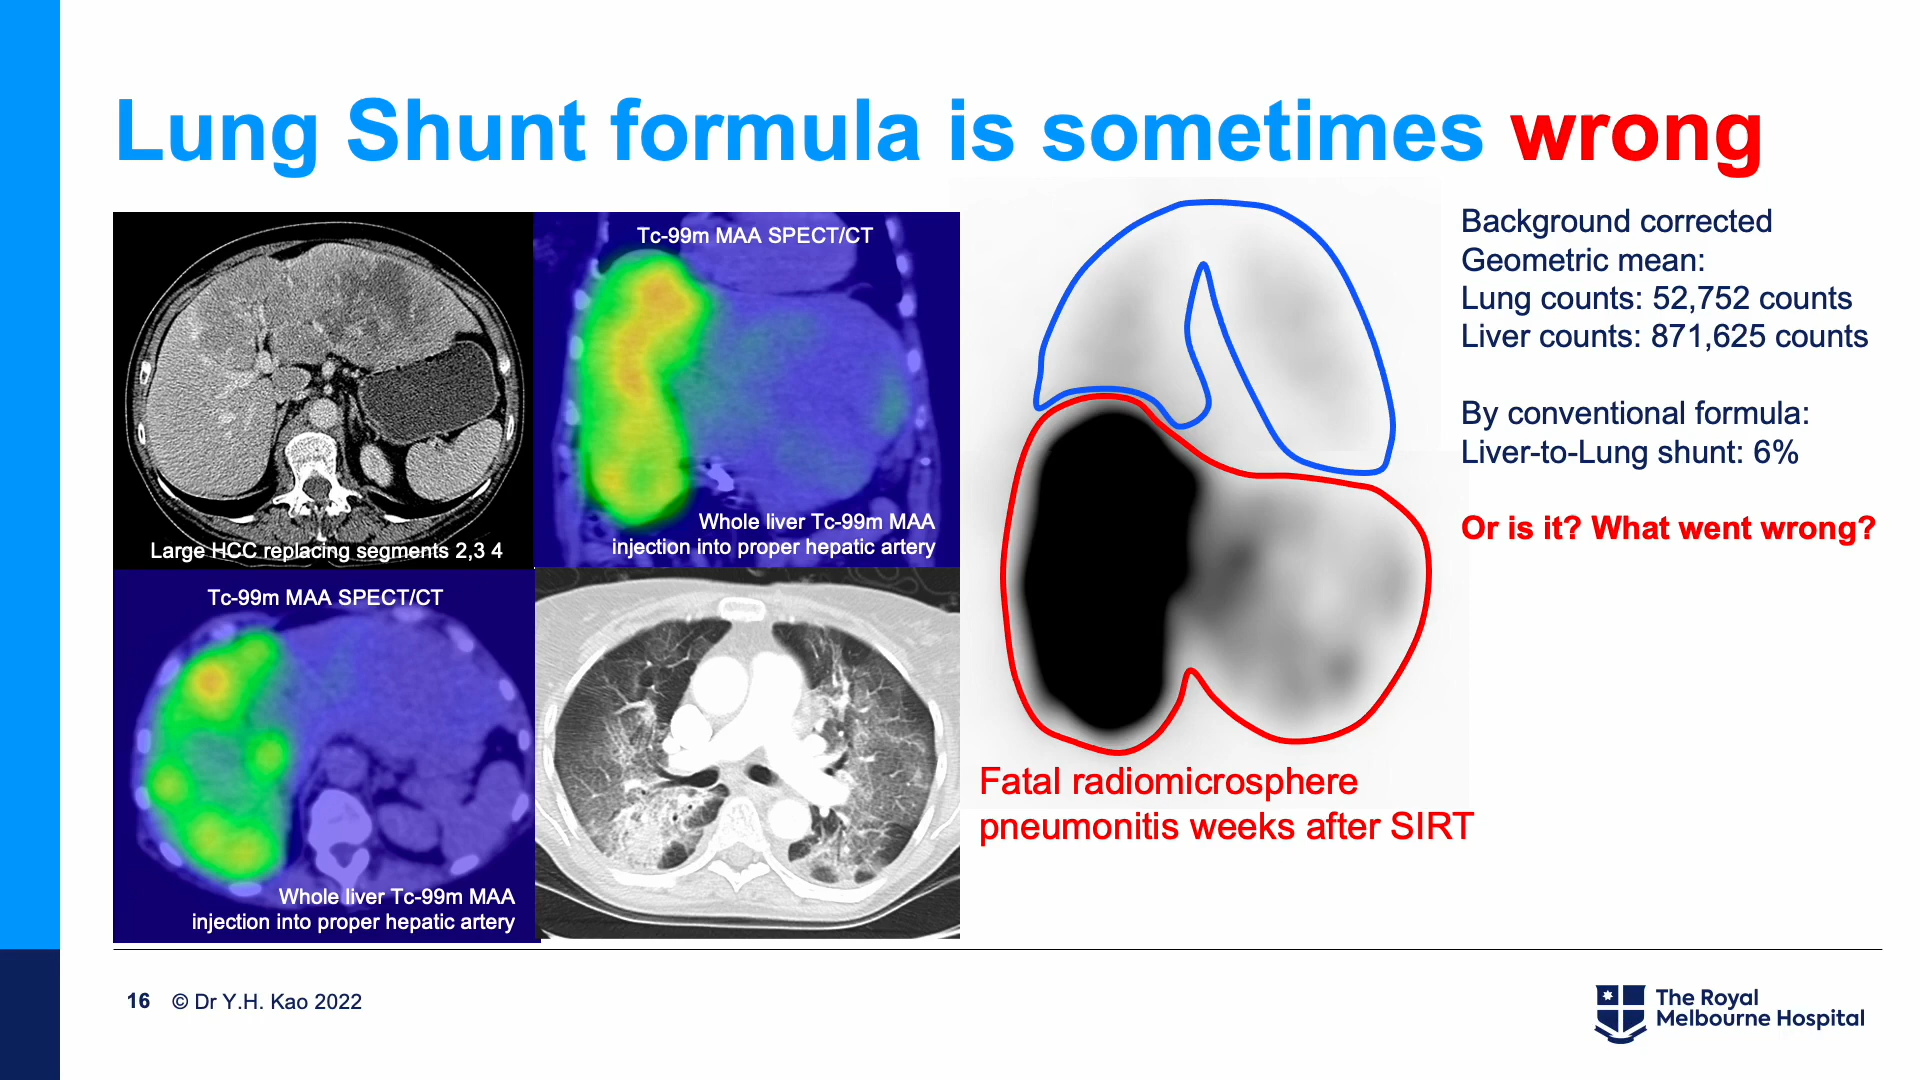 Lung Shunt formula is sometimes wrong
Large HCC replacing segments 2,3 4
Tc-99m MAA SPECT/CT
Whole liver Tc-99m MAA
injection into proper hepatic artery
Tc-99m MAA SPECT/CT
Whole liver Tc-99m MAA
injection into proper hepatic artery
Fatal radiomicrosphere
pneumonitis weeks after SIRT
Background corrected
Geometric mean:
Lung counts: 52,752 counts
Liver counts: 871,625 counts
By conventional formula:
Liver-to-Lung shunt: 6%
Or is it? What went wrong?
16 © Dr Y.H. Kao 2022
The Royal
Melbourne Hospital